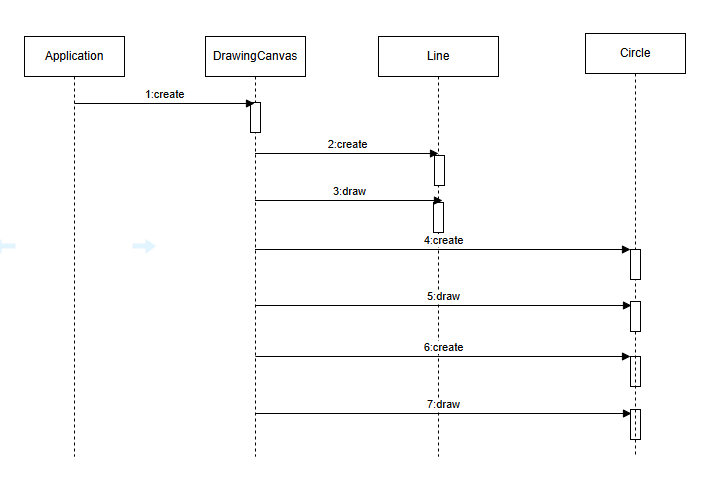 Application
DrawingCanvas
Line
Circle
1:create
2:create
3:draw
4:create
5:draw
6:create
7:draw